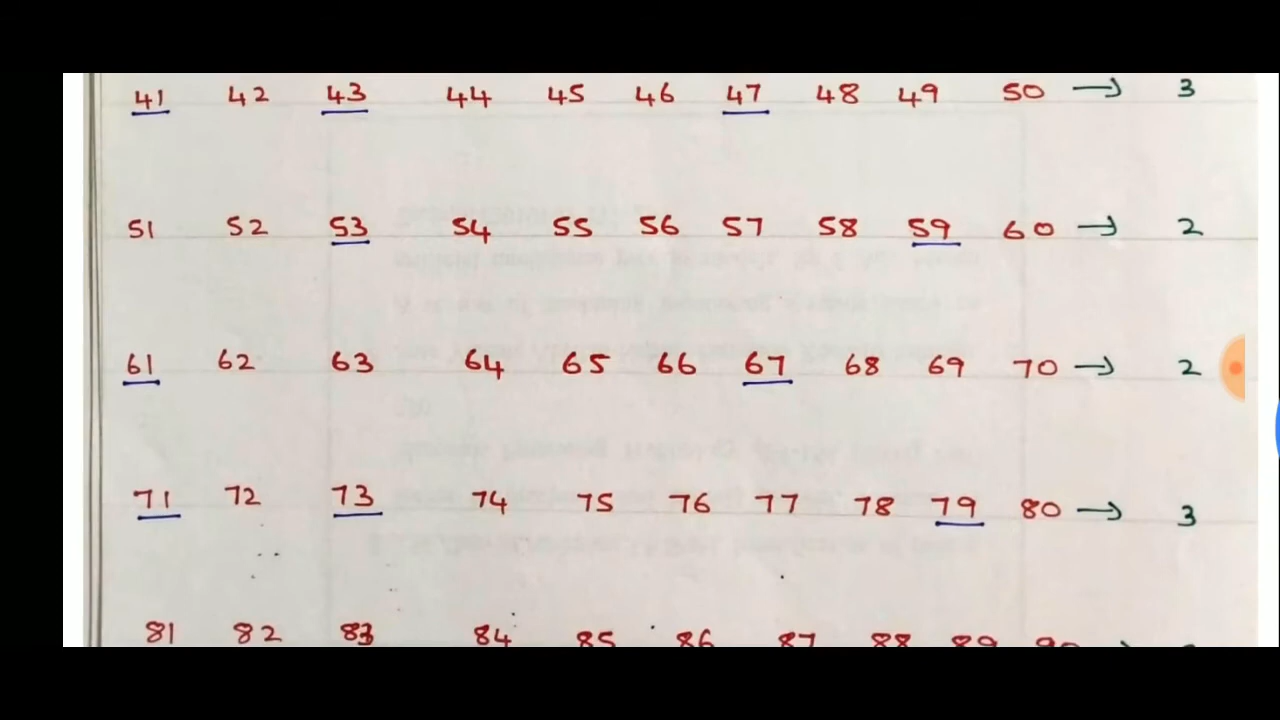 41 42 43 44 45 46 47 48 49 50 → 3
51 52 53 54 55 56 57 58 59 60 → 2
61 62 63 64 65 66 67 68 69 70 → 2
71 72 73 74 75 76 77 78 79 80 → 3
81 82 83 84 85 86 87 88 89 90